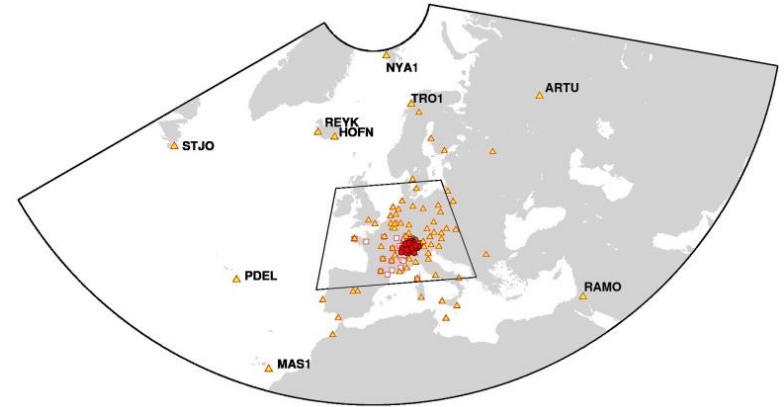 NYA1
ARTU
TRO1
REYK
HOFN
STJO
PDEL
RAMO
MAS1